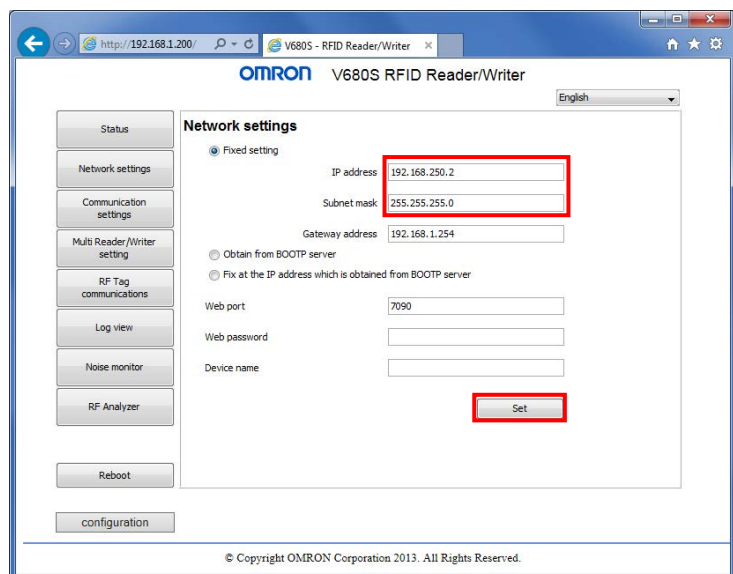 http://192.168.1.200/
V680S - RFID Reader/Writer
OMRON V680S RFID Reader/Writer
English
Status
Network settings
Communication
settings
Multi Reader/Writer
setting
RF Tag
communications
Log view
Noise monitor
RF Analyzer
Reboot
configuration
Network settings
Fixed setting
IP address 192.168.250.2
Subnet mask 255.255.255.0
Gateway address 192.168.1.254
Obtain from BOOTP server
Fix at the IP address which is obtained from BOOTP server
Web port 7090
Web password
Device name
Set
© Copyright OMRON Corporation 2013. All Rights Reserved.